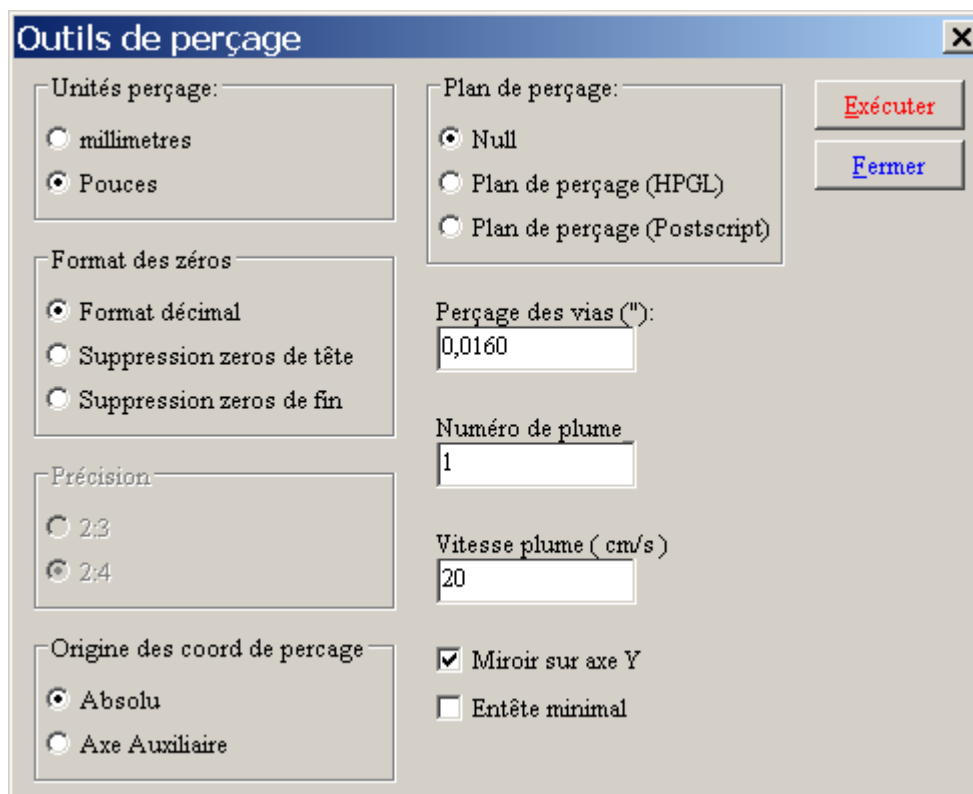 Outils de perçage
Unités perçage:
millimetres
Pouces
Format des zéros
Format décimal
Suppression zeros de tête
Suppression zeros de fin
Précision
2:3
2:4
Origine des coord de percage
Absolu
Axe Auxiliaire
Plan de perçage:
Null
Plan de perçage (HPGL)
Plan de perçage (Postscript)
Perçage des vias ("):
0,0160
Numéro de plume_
1
Vitesse plume ( cm/s )
20
Miroir sur axe Y
Entête minimal
Exécuter
Fermer